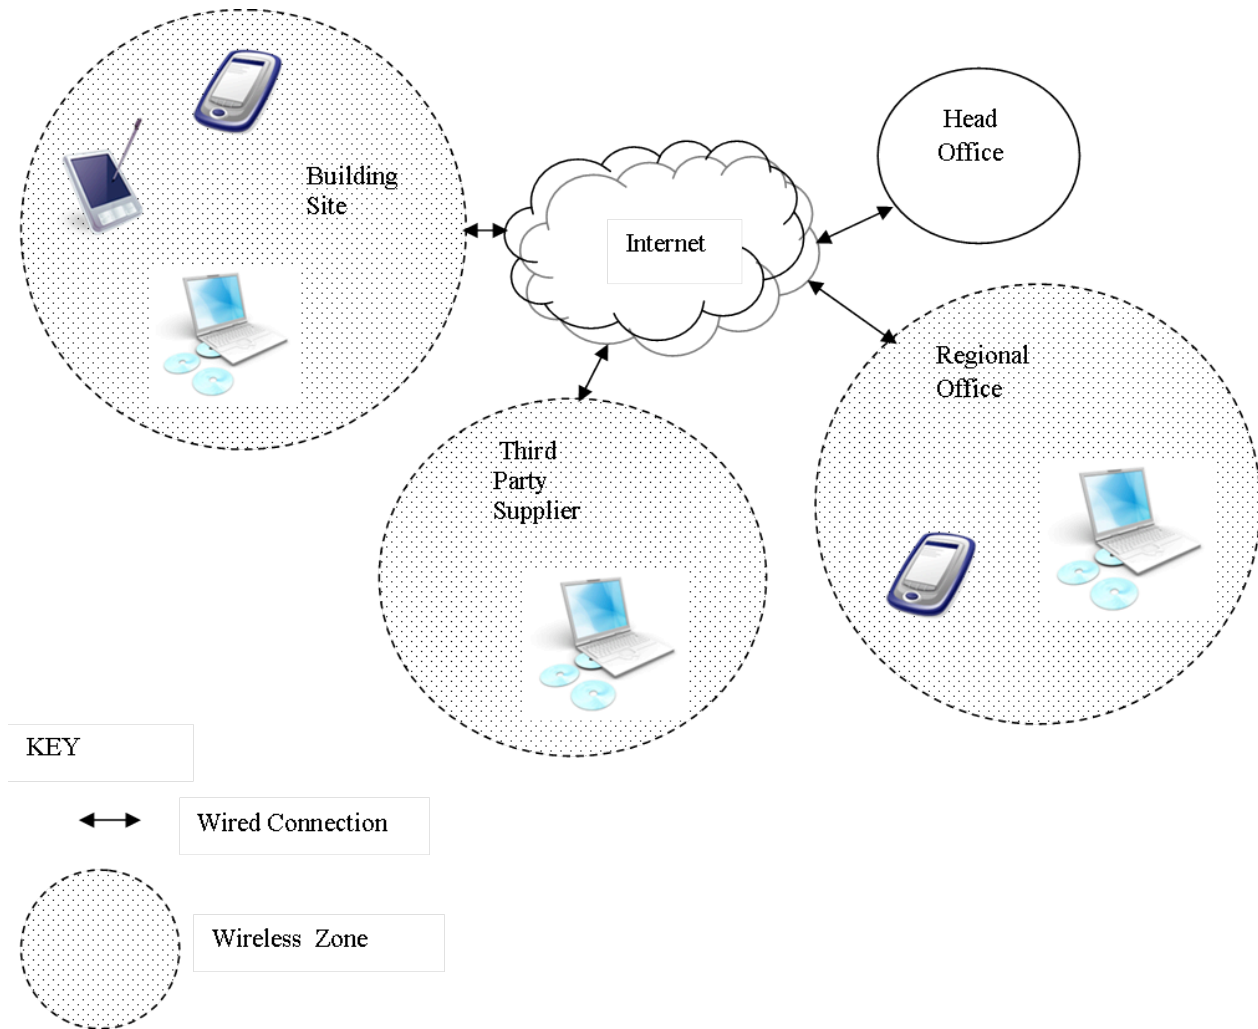 Building
Site
Internet
Head
Office
Regional
Office
Third
Party
Supplier
KEY
Wired Connection
Wireless Zone